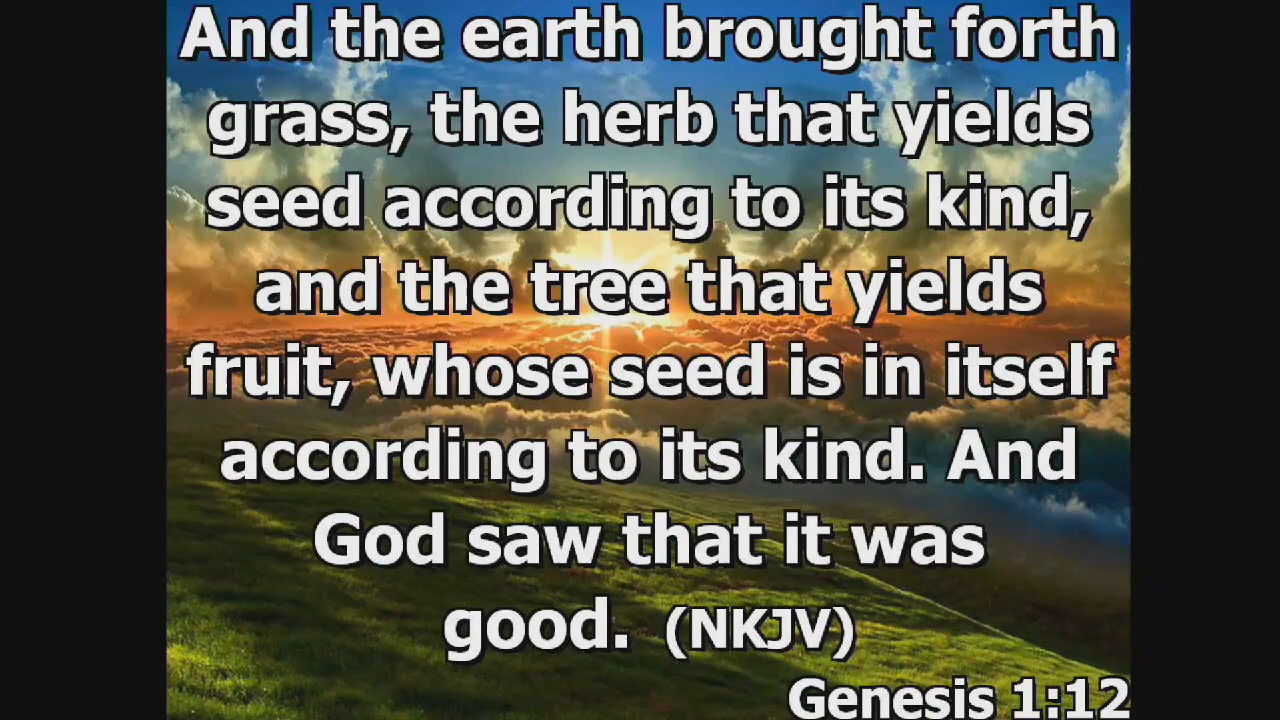 And the earth brought forth
grass, the herb that yields
seed according to its kind,
and the tree that yields
fruit, whose seed is in itself
according to its kind. And
God saw that it was
good. (NKJV)
Genesis 1:12